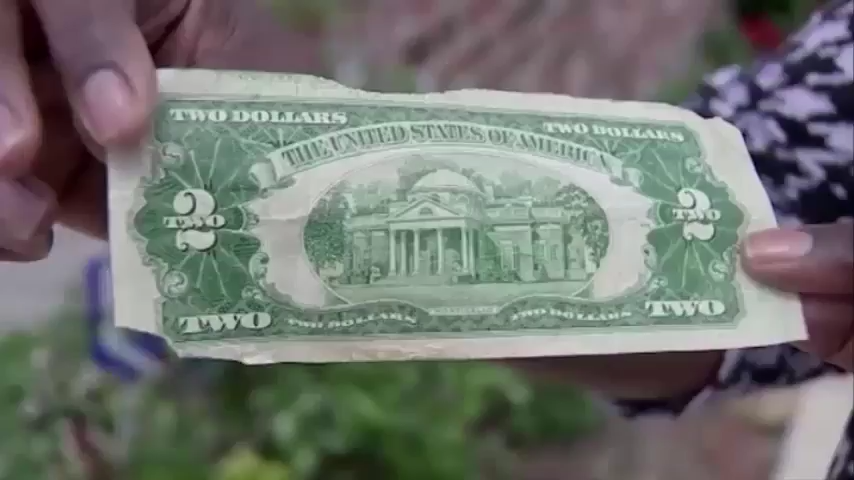 TWO DOLLARS
TWO DOLLARS
THE UNITED STATES OF AMERICA
2 TWO
2 TWO
TWO
TWO DOLLARS
TWO DOLLARS
TWO